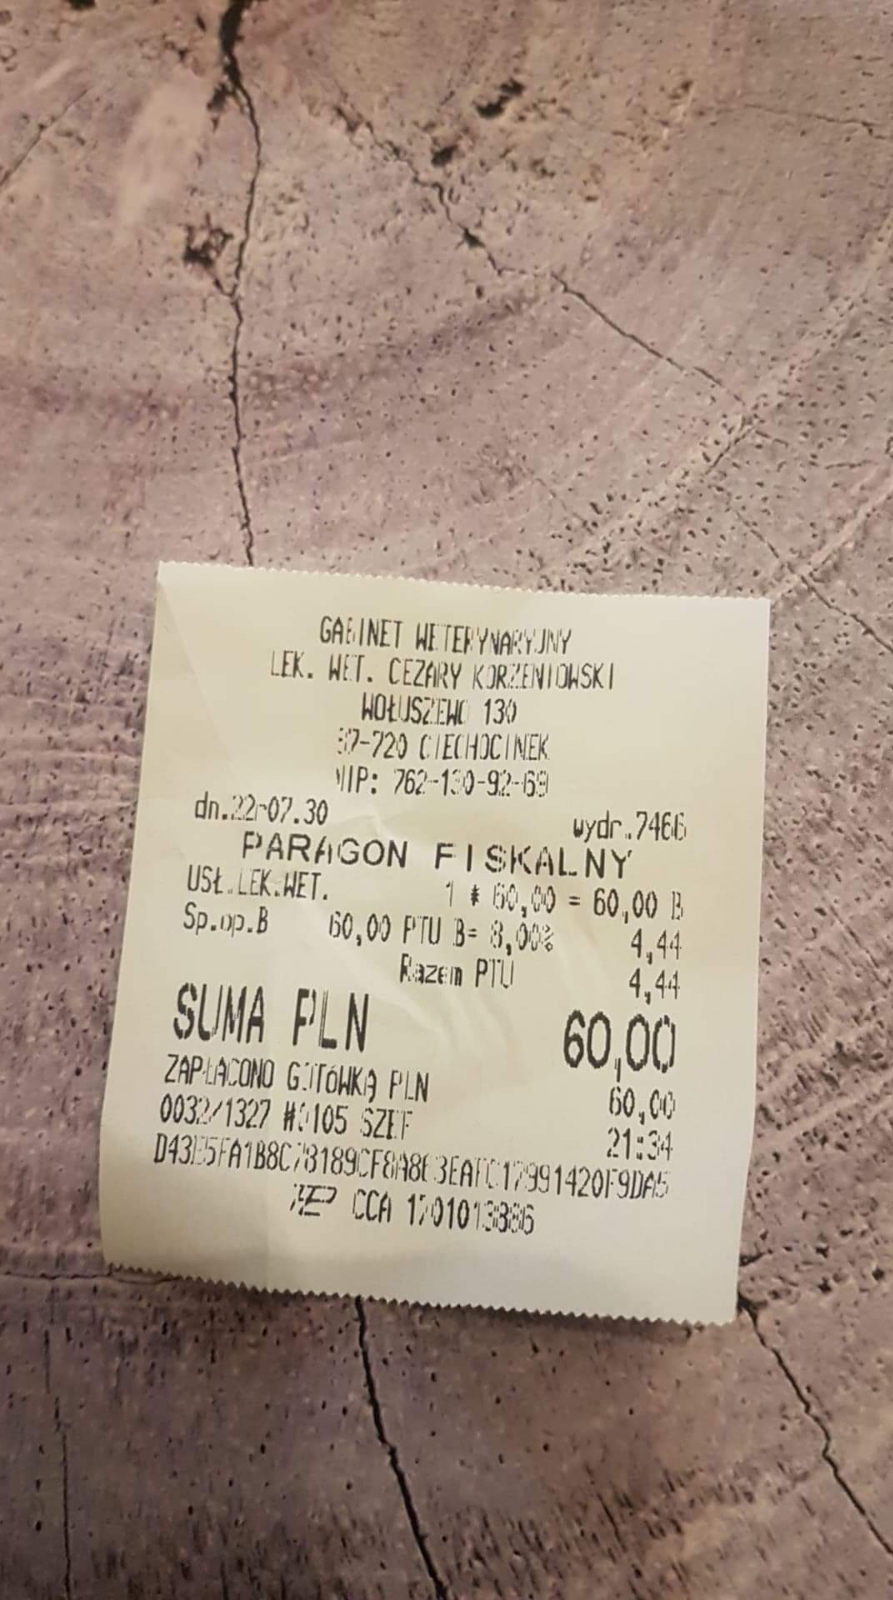 GABINET WETERYNARYJNY
LEK. WET. CEZARY KORZENIOWSKI
WOŁUSZEWO 130
87-720 CIECHOCINEK
NIP: 762-130-92-69
dn.22-07.30 wydr.7466
PARAGON FISKALNY
USŁ.LEK.WET. 1 * 60,00 = 60,00 B
Sp.op.B 60,00 PTU B= 8,00% 4,44
Razem PTU 4,44
SUMA PLN 60,00
ZAPŁACONO GOTÓWKĄ PLN 60,00
0032/1327 #0105 SZEF 21:34
CCA 1701013886